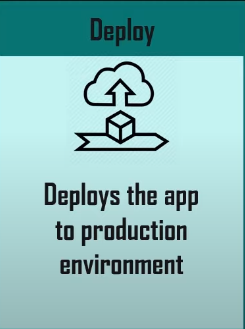 Deploy
Deploys the app
to production
environment